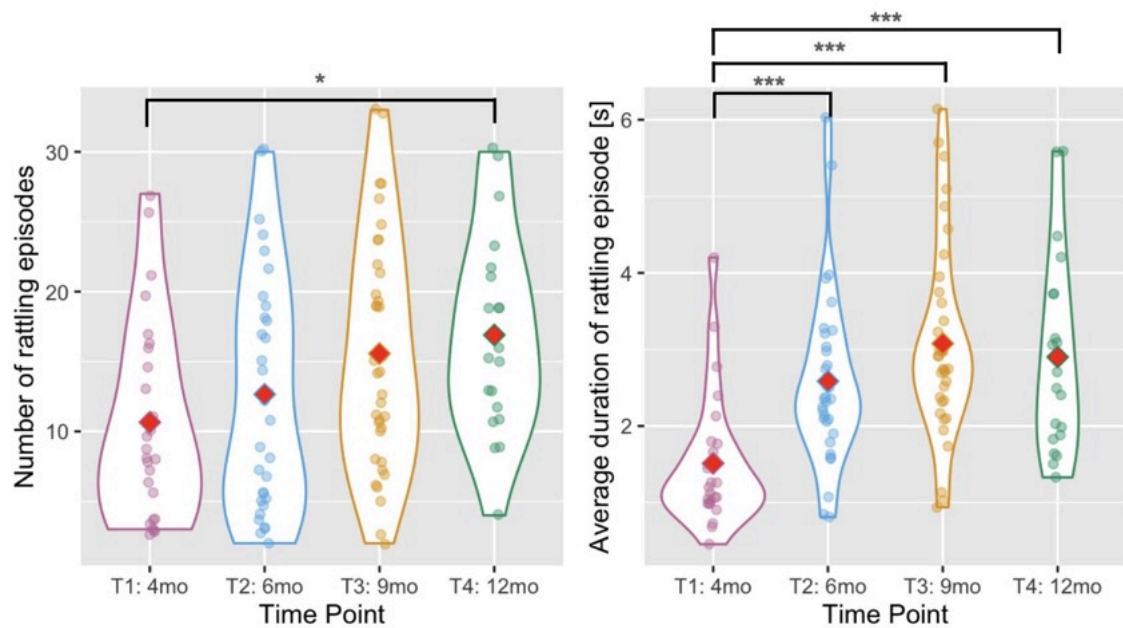 ***
***
*
***
Number of rattling episodes
30
20
10
T1: 4mo T2: 6mo T3: 9mo T4: 12mo
Time Point
Average duration of rattling episode [s]
6
4
2
T1: 4mo T2: 6mo T3: 9mo T4: 12mo
Time Point